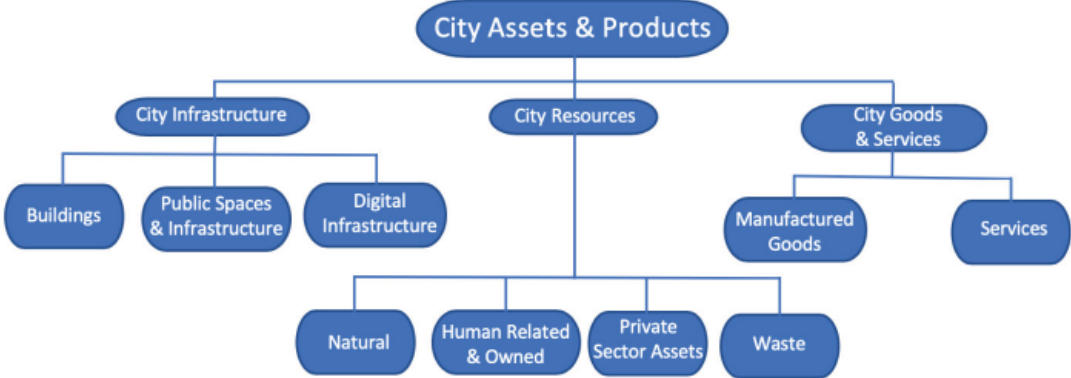 City Assets & Products
City Infrastructure
City Resources
City Goods
& Services
Buildings
Public Spaces
& Infrastructure
Digital
Infrastructure
Manufactured
Goods
Services
Natural
Human Related
& Owned
Private
Sector Assets
Waste